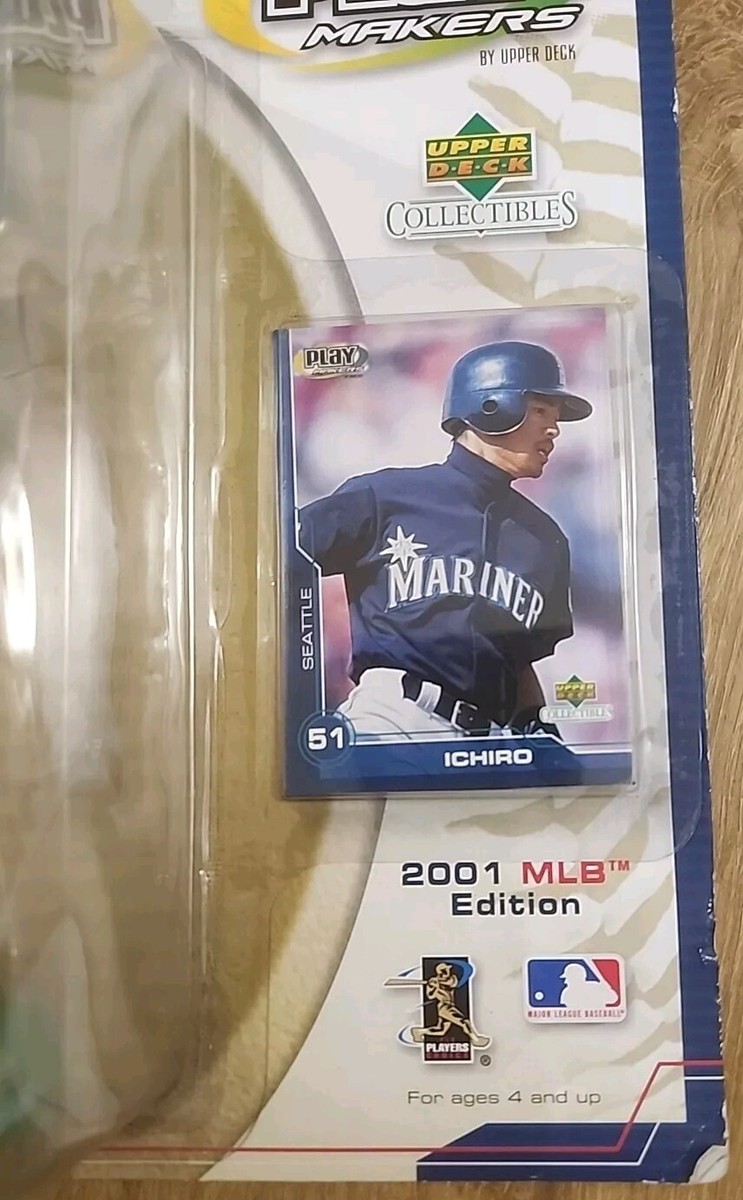 MAKERS
BY UPPER DECK
UPPER
D·E·C·K
COLLECTIBLES
PLAY
MAKERS
MARINER
SEATTLE
UPPER
DECK
COLLECTIBLES
51
ICHIRO
2001 MLB™
Edition
PLAYERS
CHOICE
®
MAJOR LEAGUE BASEBALL®
For ages 4 and up